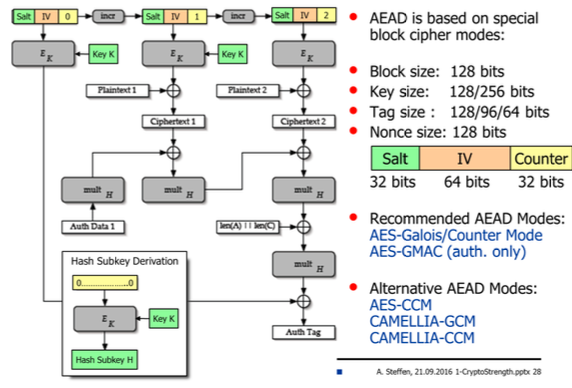 Salt IV 0 incr Salt IV 1 incr Salt IV 2
E K Key K E K Key K E K
Plaintext 1 Plaintext 2
Ciphertext 1 Ciphertext 2
mult H mult H mult H
Auth Data 1 len(A) || len(C)
mult H
Auth Tag
Hash Subkey Derivation
0..................0
E K Key K
Hash Subkey H
• AEAD is based on special
block cipher modes:
• Block size: 128 bits
• Key size: 128/256 bits
• Tag size : 128/96/64 bits
• Nonce size: 128 bits
Salt IV Counter
32 bits 64 bits 32 bits
• Recommended AEAD Modes:
AES-Galois/Counter Mode
AES-GMAC (auth. only)
• Alternative AEAD Modes:
AES-CCM
CAMELLIA-GCM
CAMELLIA-CCM
A. Steffen, 21.09.2016 1-CryptoStrength.pptx 28